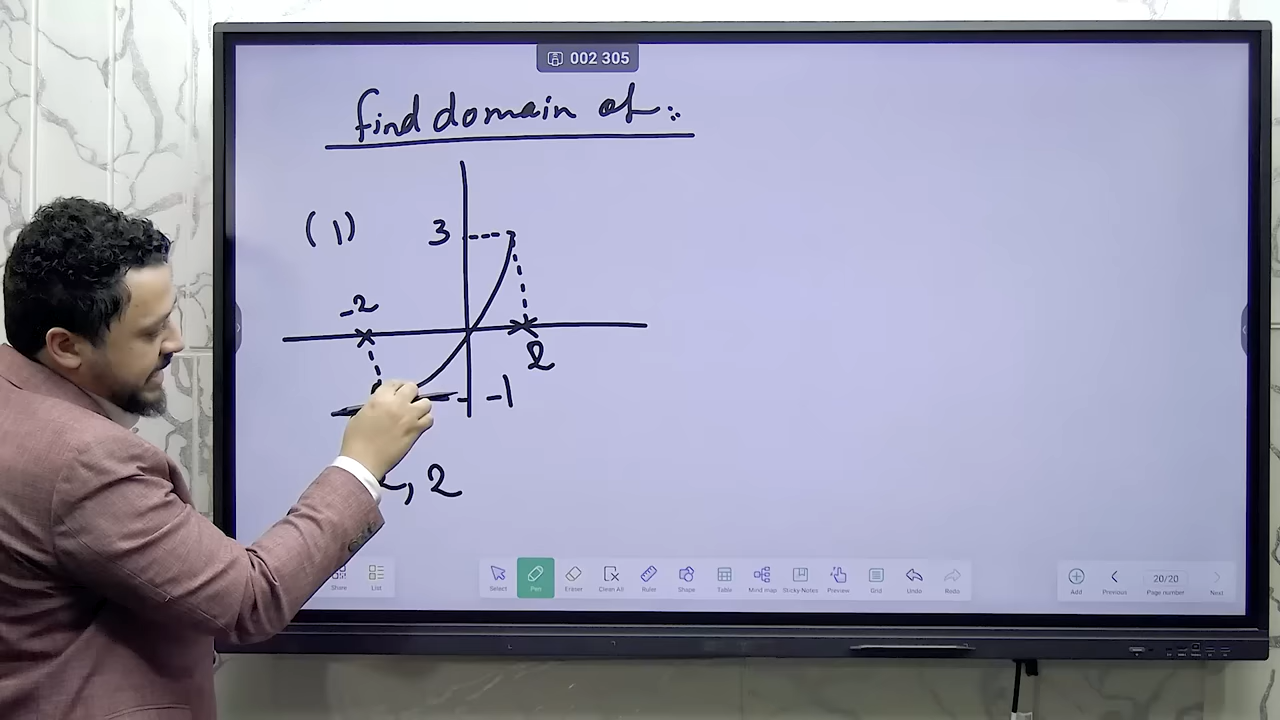 002 305
find domain of:
(1)
3
-2
2
-1
, 2
Share
List
Select
Pen
Eraser
Clean All
Ruler
Shape
Table
Mind map
Sticky-Notes
Preview
Grid
Undo
Redo
Add
Previous
20/20
Page number
Next